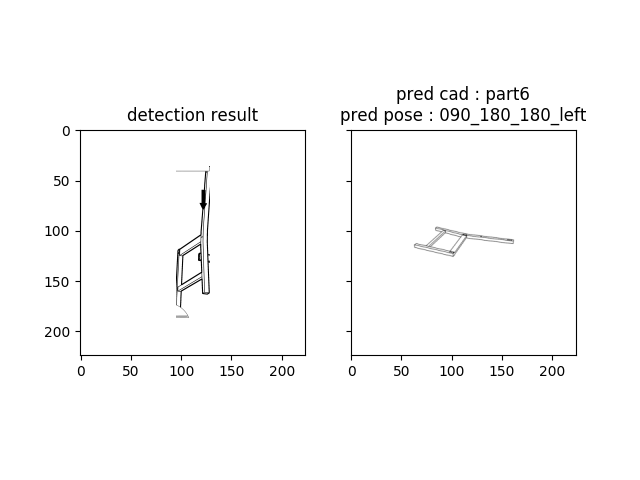 detection result
pred cad : part6
pred pose : 090_180_180_left
0
50
100
150
200
0 50 100 150 200
0 50 100 150 200